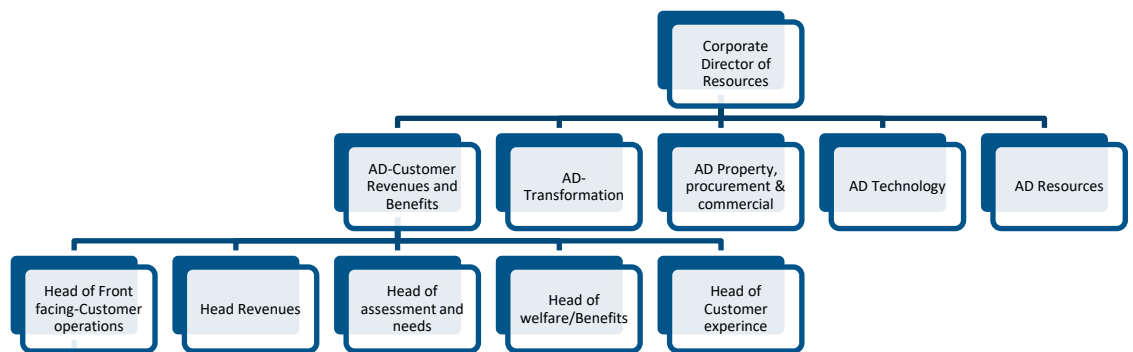 Corporate
Director of
Resources
AD-Customer
Revenues and
Benefits
AD-
Transformation
AD Property,
procurement &
commercial
AD Technology
AD Resources
Head of Front
facing-Customer
operations
Head Revenues
Head of
assessment and
needs
Head of
welfare/Benefits
Head of
Customer
experince